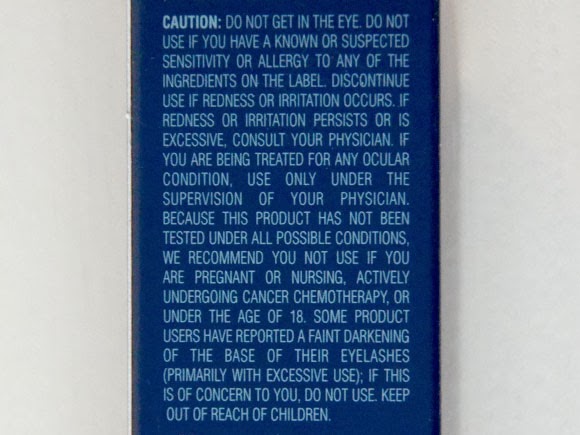 CAUTION: DO NOT GET IN THE EYE. DO NOT
USE IF YOU HAVE A KNOWN OR SUSPECTED
SENSITIVITY OR ALLERGY TO ANY OF THE
INGREDIENTS ON THE LABEL. DISCONTINUE
USE IF REDNESS OR IRRITATION OCCURS. IF
REDNESS OR IRRITATION PERSISTS OR IS
EXCESSIVE, CONSULT YOUR PHYSICIAN. IF
YOU ARE BEING TREATED FOR ANY OCULAR
CONDITION, USE ONLY UNDER THE
SUPERVISION OF YOUR PHYSICIAN.
BECAUSE THIS PRODUCT HAS NOT BEEN
TESTED UNDER ALL POSSIBLE CONDITIONS,
WE RECOMMEND YOU NOT USE IF YOU
ARE PREGNANT OR NURSING, ACTIVELY
UNDERGOING CANCER CHEMOTHERAPY, OR
UNDER THE AGE OF 18. SOME PRODUCT
USERS HAVE REPORTED A FAINT DARKENING
OF THE BASE OF THEIR EYELASHES
(PRIMARILY WITH EXCESSIVE USE); IF THIS
IS OF CONCERN TO YOU, DO NOT USE. KEEP
OUT OF REACH OF CHILDREN.